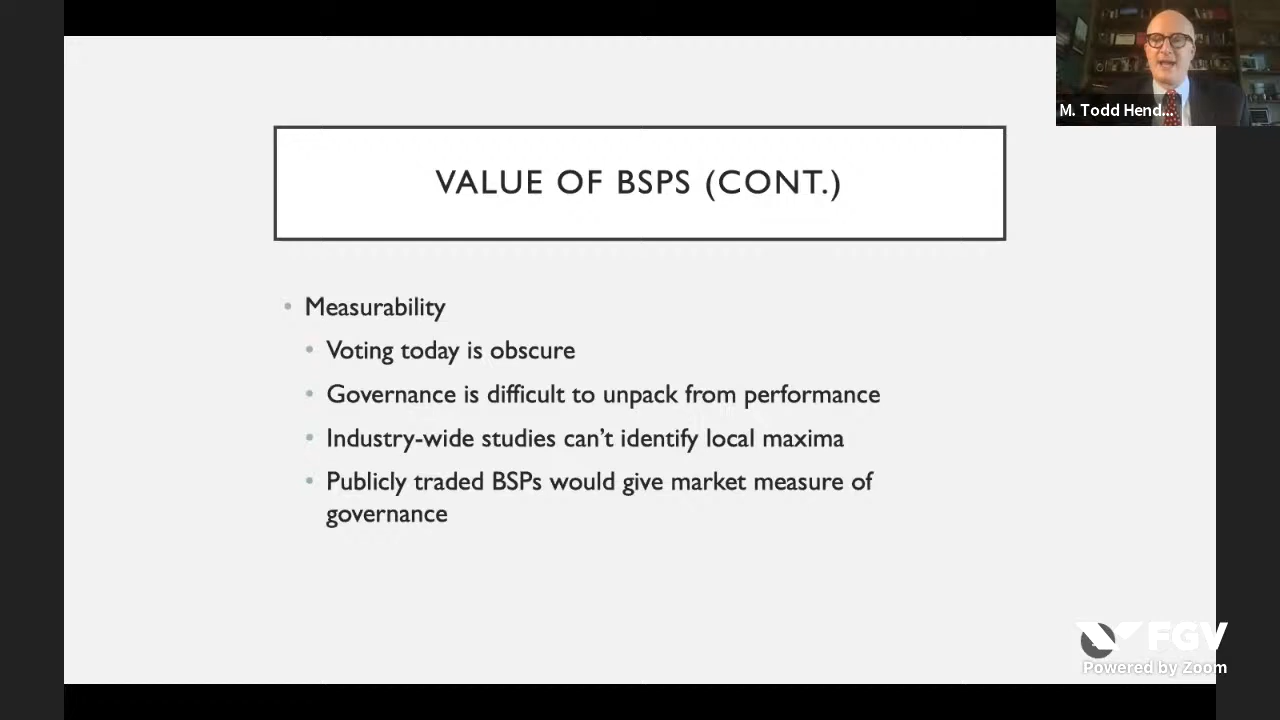 M. Todd Hend...
VALUE OF BSPS (CONT.)
• Measurability
• Voting today is obscure
• Governance is difficult to unpack from performance
• Industry-wide studies can't identify local maxima
• Publicly traded BSPs would give market measure of
governance
FGV
Powered by Zoom